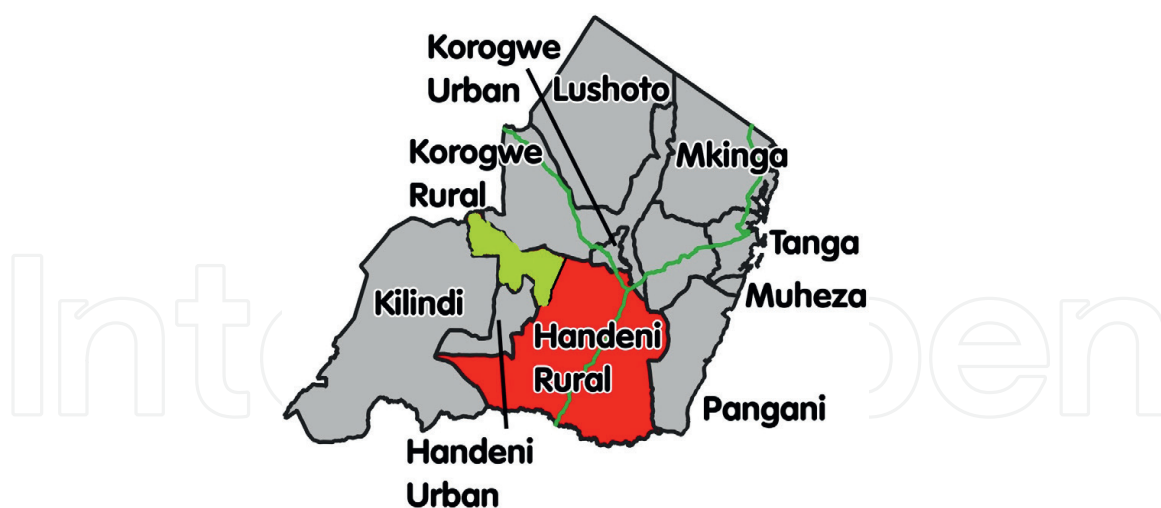 Korogwe
Urban
Lushoto
Korogwe
Rural
Mkinga
Tanga
Muheza
Kilindi
Handeni
Rural
Pangani
Handeni
Urban